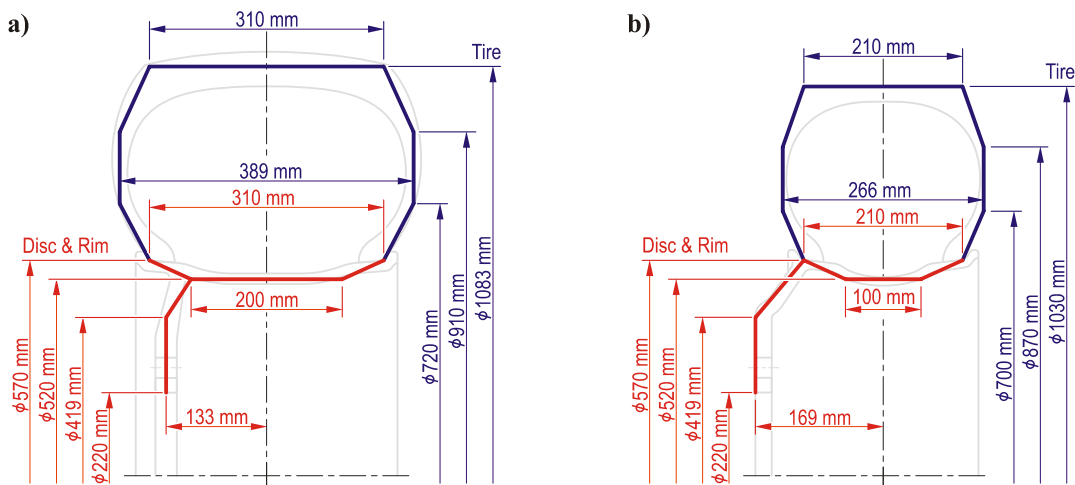 a)
310 mm
Tire
389 mm
310 mm
Disc & Rim
200 mm
133 mm
ϕ570 mm
ϕ520 mm
ϕ419 mm
ϕ220 mm
ϕ720 mm
ϕ910 mm
ϕ1083 mm
b)
210 mm
Tire
266 mm
210 mm
Disc & Rim
100 mm
169 mm
ϕ570 mm
ϕ520 mm
ϕ419 mm
ϕ220 mm
ϕ700 mm
ϕ870 mm
ϕ1030 mm